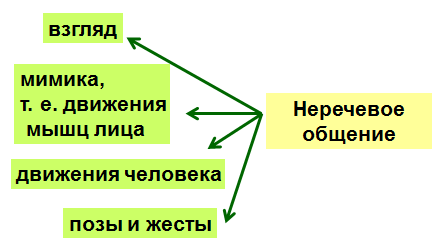 взгляд
мимика,
т. е. движения
мышц лица
Неречевое
общение
движения человека
позы и жесты